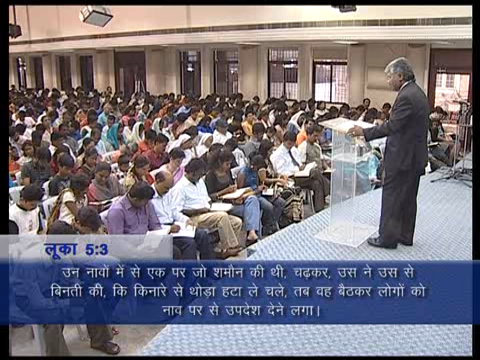 लूका 5:3
उन नावों में से एक पर जो शमौन की थी, चढ़कर, उस ने उस से
बिनती की, कि किनारे से थोड़ा हटा ले चले, तब वह बैठकर लोगों को
नाव पर से उपदेश देने लगा।